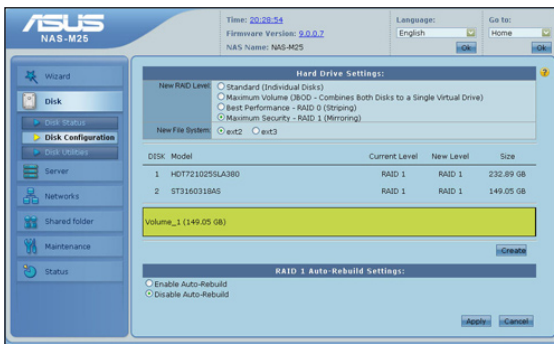 ASUS
NAS-M25
Time: 20:28:54
Firmware Version: 9.0.0.7
NAS Name: NAS-M25
Language:
English
Ok
Go to:
Home
Ok
Wizard
Disk
Disk Status
Disk Configuration
Disk Utilities
Server
Networks
Shared folder
Maintenance
Status
Hard Drive Settings:
New RAID Level:
Standard (Individual Disks)
Maximum Volume (JBOD - Combines Both Disks to a Single Virtual Drive)
Best Performance - RAID 0 (Striping)
Maximum Security - RAID 1 (Mirroring)
New File System:
ext2 ext3
DISK Model Current Level New Level Size
1 HDT721025SLA380 RAID 1 RAID 1 232.89 GB
2 ST3160318AS RAID 1 RAID 1 149.05 GB
Volume_1 (149.05 GB)
Create
RAID 1 Auto-Rebuild Settings:
Enable Auto-Rebuild
Disable Auto-Rebuild
Apply Cancel